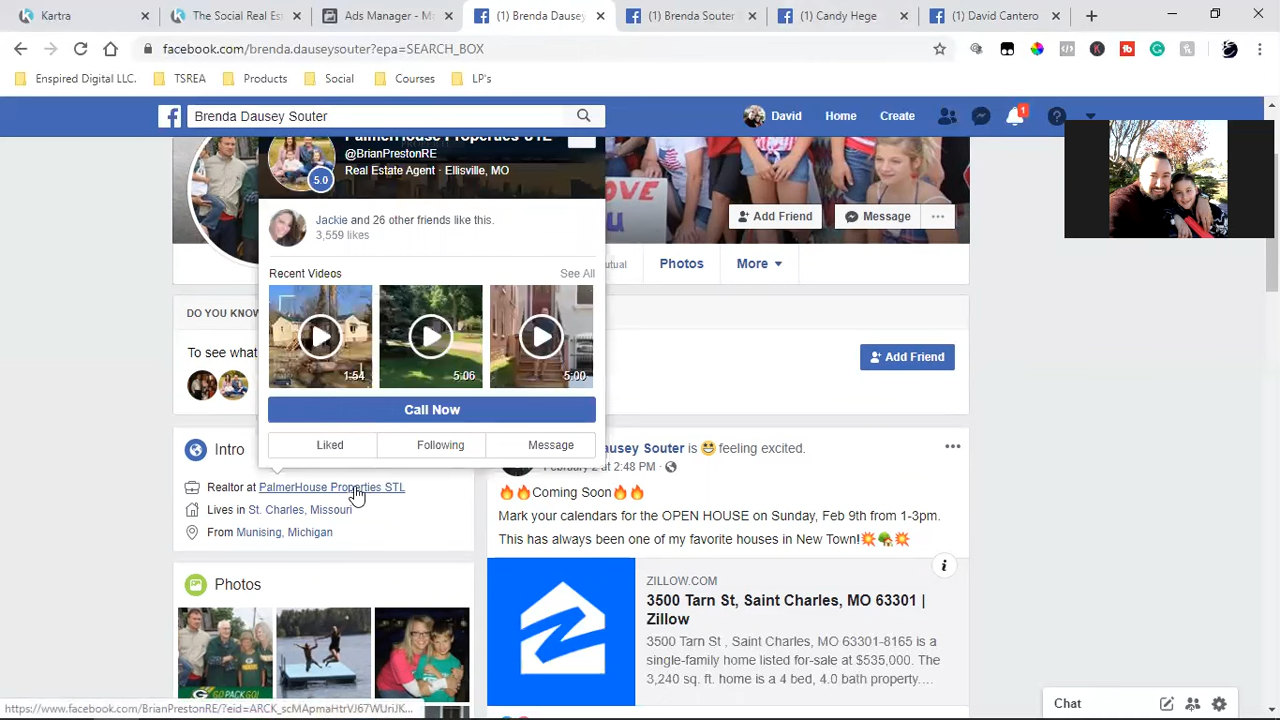 Kartra
The Social Real Est
Ads Manager - M
(1) Brenda Dausey
(1) Brenda Souter
(1) Candy Hege
(1) David Cantero
facebook.com/brenda.dauseysouter?epa=SEARCH_BOX
Enspired Digital LLC.
TSREA
Products
Social
Courses
LP's
Brenda Dausey Souter
David
Home
Create
1
PalmerHouse Properties STL
@BrianPrestonRE
Real Estate Agent · Ellisville, MO
5.0
LOVE
Add Friend
Message
Jackie and 26 other friends like this.
3,559 likes
Photos
More
Recent Videos
See All
1:54
5:06
5:00
DO YOU KNOW
To see what
Add Friend
Call Now
Liked
Following
Message
Intro
Realtor at PalmerHouse Properties STL
Lives in St. Charles, Missouri
From Munising, Michigan
Photos
GO PACK GO!
Dausey Souter is 😃 feeling excited.
February 2 at 2:48 PM ·
🔥🔥Coming Soon🔥🔥
Mark your calendars for the OPEN HOUSE on Sunday, Feb 9th from 1-3pm.
This has always been one of my favorite houses in New Town!💥🌳💥
ZILLOW.COM
3500 Tarn St, Saint Charles, MO 63301 |
Zillow
3500 Tarn St , Saint Charles, MO 63301-8165 is a
single-family home listed for-sale at $535,000. The
3,240 sq. ft. home is a 4 bed, 4.0 bath property....
Chat